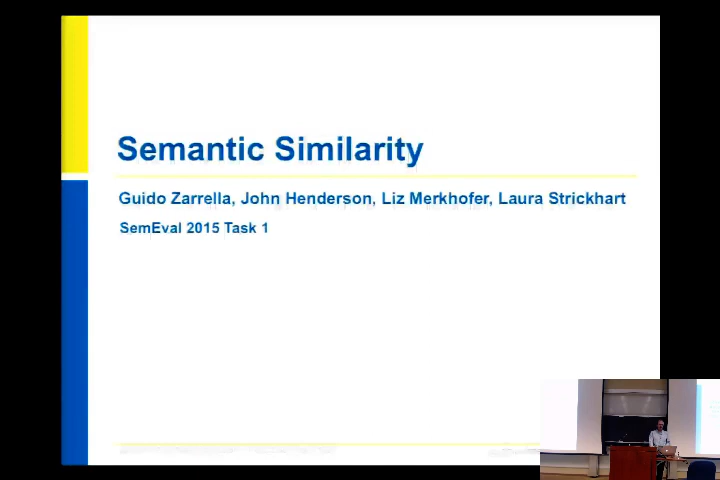 Semantic Similarity
Guido Zarrella, John Henderson, Liz Merkhofer, Laura Strickhart
SemEval 2015 Task 1